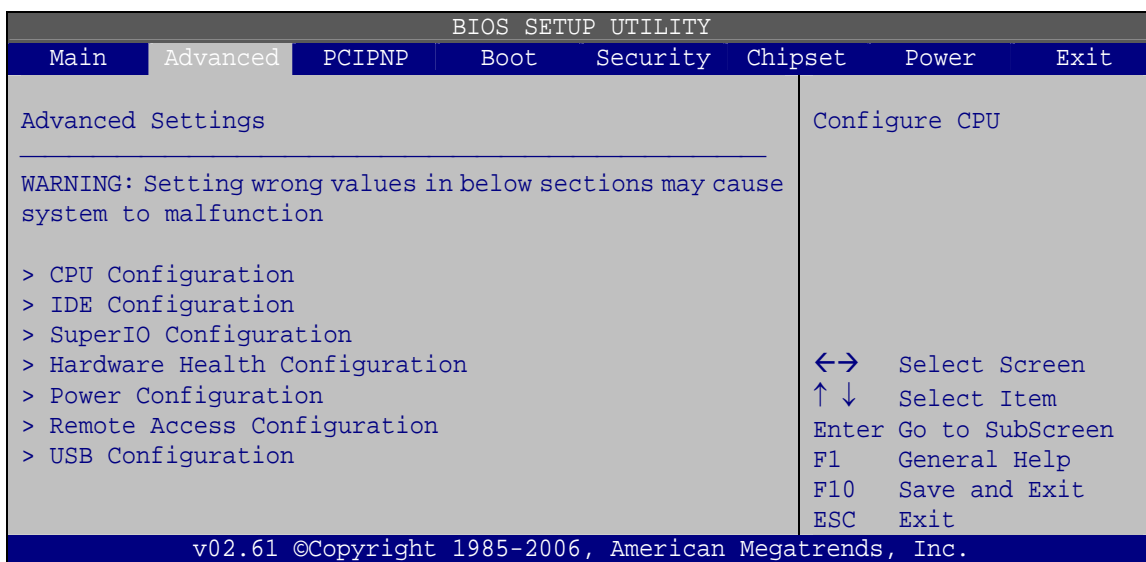 BIOS SETUP UTILITY
Main Advanced PCIPNP Boot Security Chipset Power Exit
Advanced Settings
WARNING: Setting wrong values in below sections may cause
system to malfunction
> CPU Configuration
> IDE Configuration
> SuperIO Configuration
> Hardware Health Configuration
> Power Configuration
> Remote Access Configuration
> USB Configuration
Configure CPU
←→ Select Screen
↑ ↓ Select Item
Enter Go to SubScreen
F1 General Help
F10 Save and Exit
ESC Exit
v02.61 ©Copyright 1985-2006, American Megatrends, Inc.